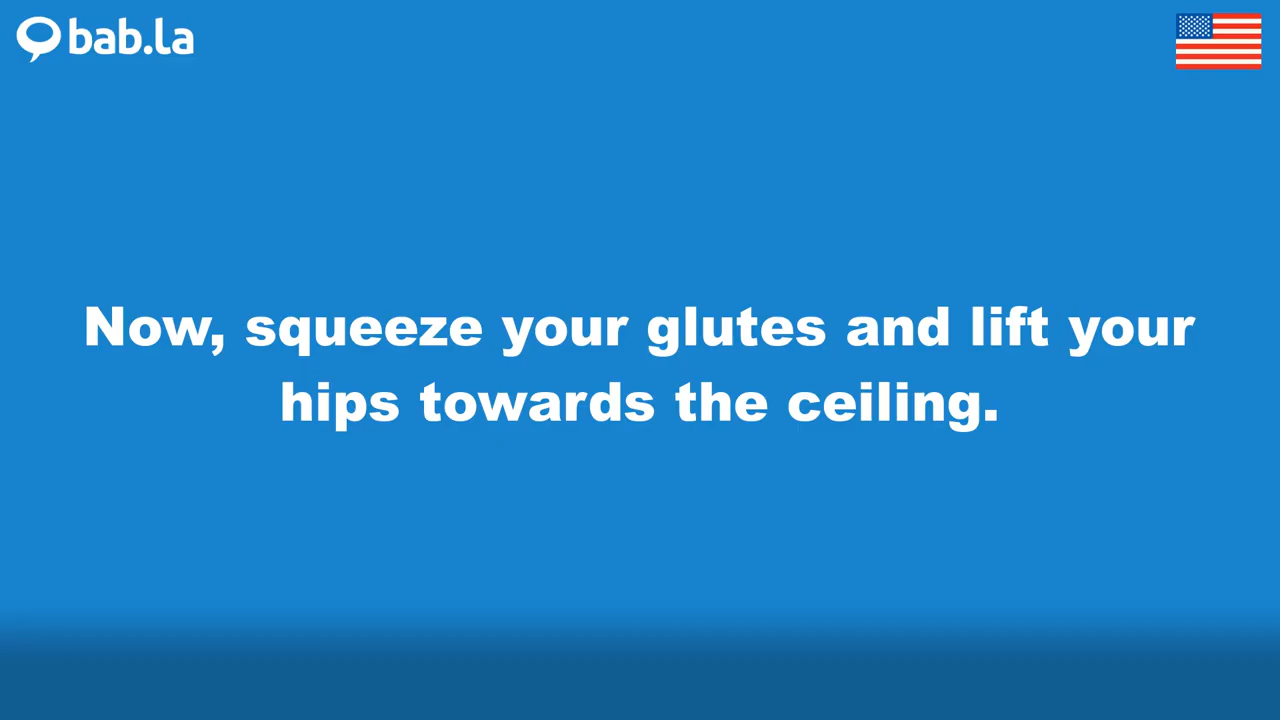 bab.la
Now, squeeze your glutes and lift your
hips towards the ceiling.